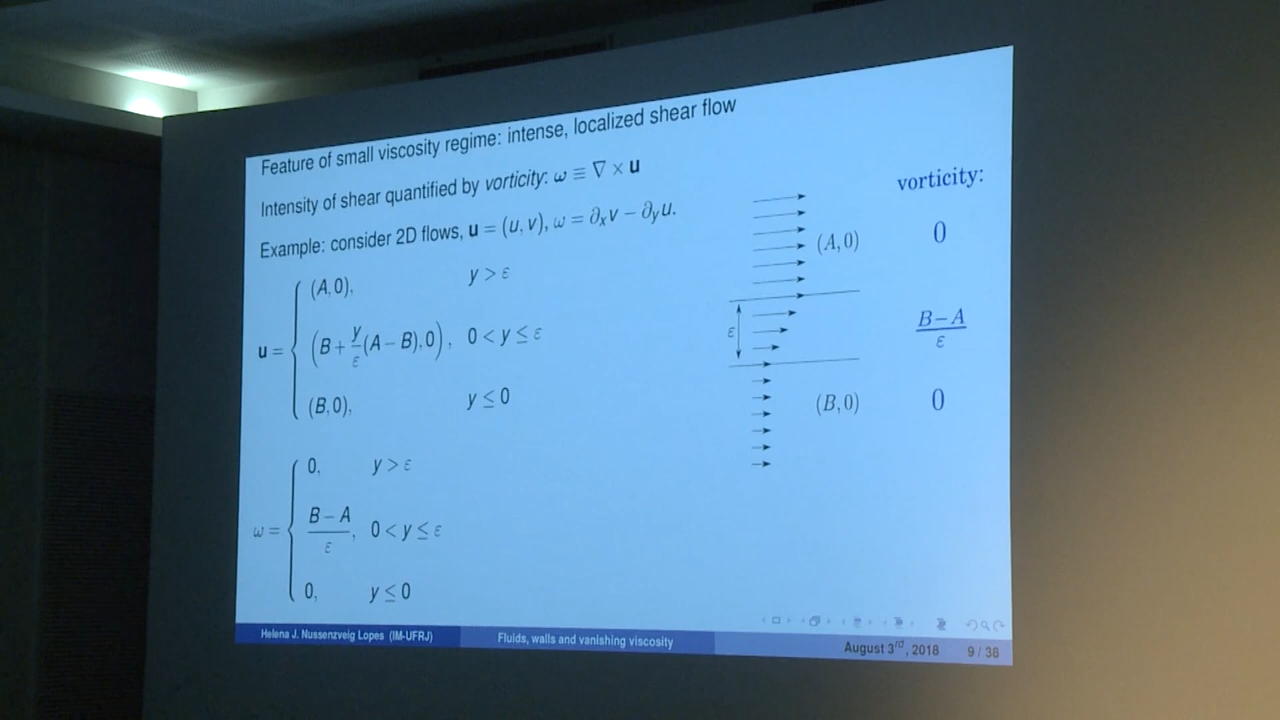 Feature of small viscosity regime: intense, localized shear flow
Intensity of shear quantified by vorticity: ω ≡ ∇ × u
Example: consider 2D flows, u = (u, v), ω = ∂ₓv − ∂ᵧu.
u = { (A, 0), y > ε
(B + y/ε (A − B), 0), 0 < y ≤ ε
(B, 0), y ≤ 0
ω = { 0, y > ε
B − A / ε, 0 < y ≤ ε
0, y ≤ 0
vorticity:
(A, 0) 0
ε B − A / ε
(B, 0) 0
Helena J. Nussenzveig Lopes (IM-UFRJ) Fluids, walls and vanishing viscosity August 3rd, 2018 9 / 38